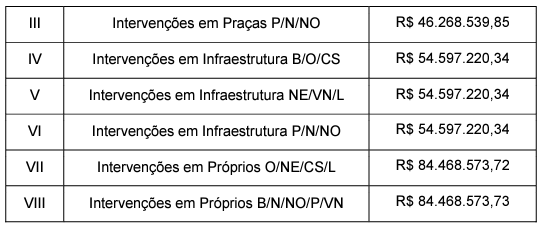 III Intervenções em Praças P/N/NO R$ 46.268.539,85
IV Intervenções em Infraestrutura B/O/CS R$ 54.597.220,34
V Intervenções em Infraestrutura NE/VN/L R$ 54.597.220,34
VI Intervenções em Infraestrutura P/N/NO R$ 54.597.220,34
VII Intervenções em Próprios O/NE/CS/L R$ 84.468.573,72
VIII Intervenções em Próprios B/N/NO/P/VN R$ 84.468.573,73